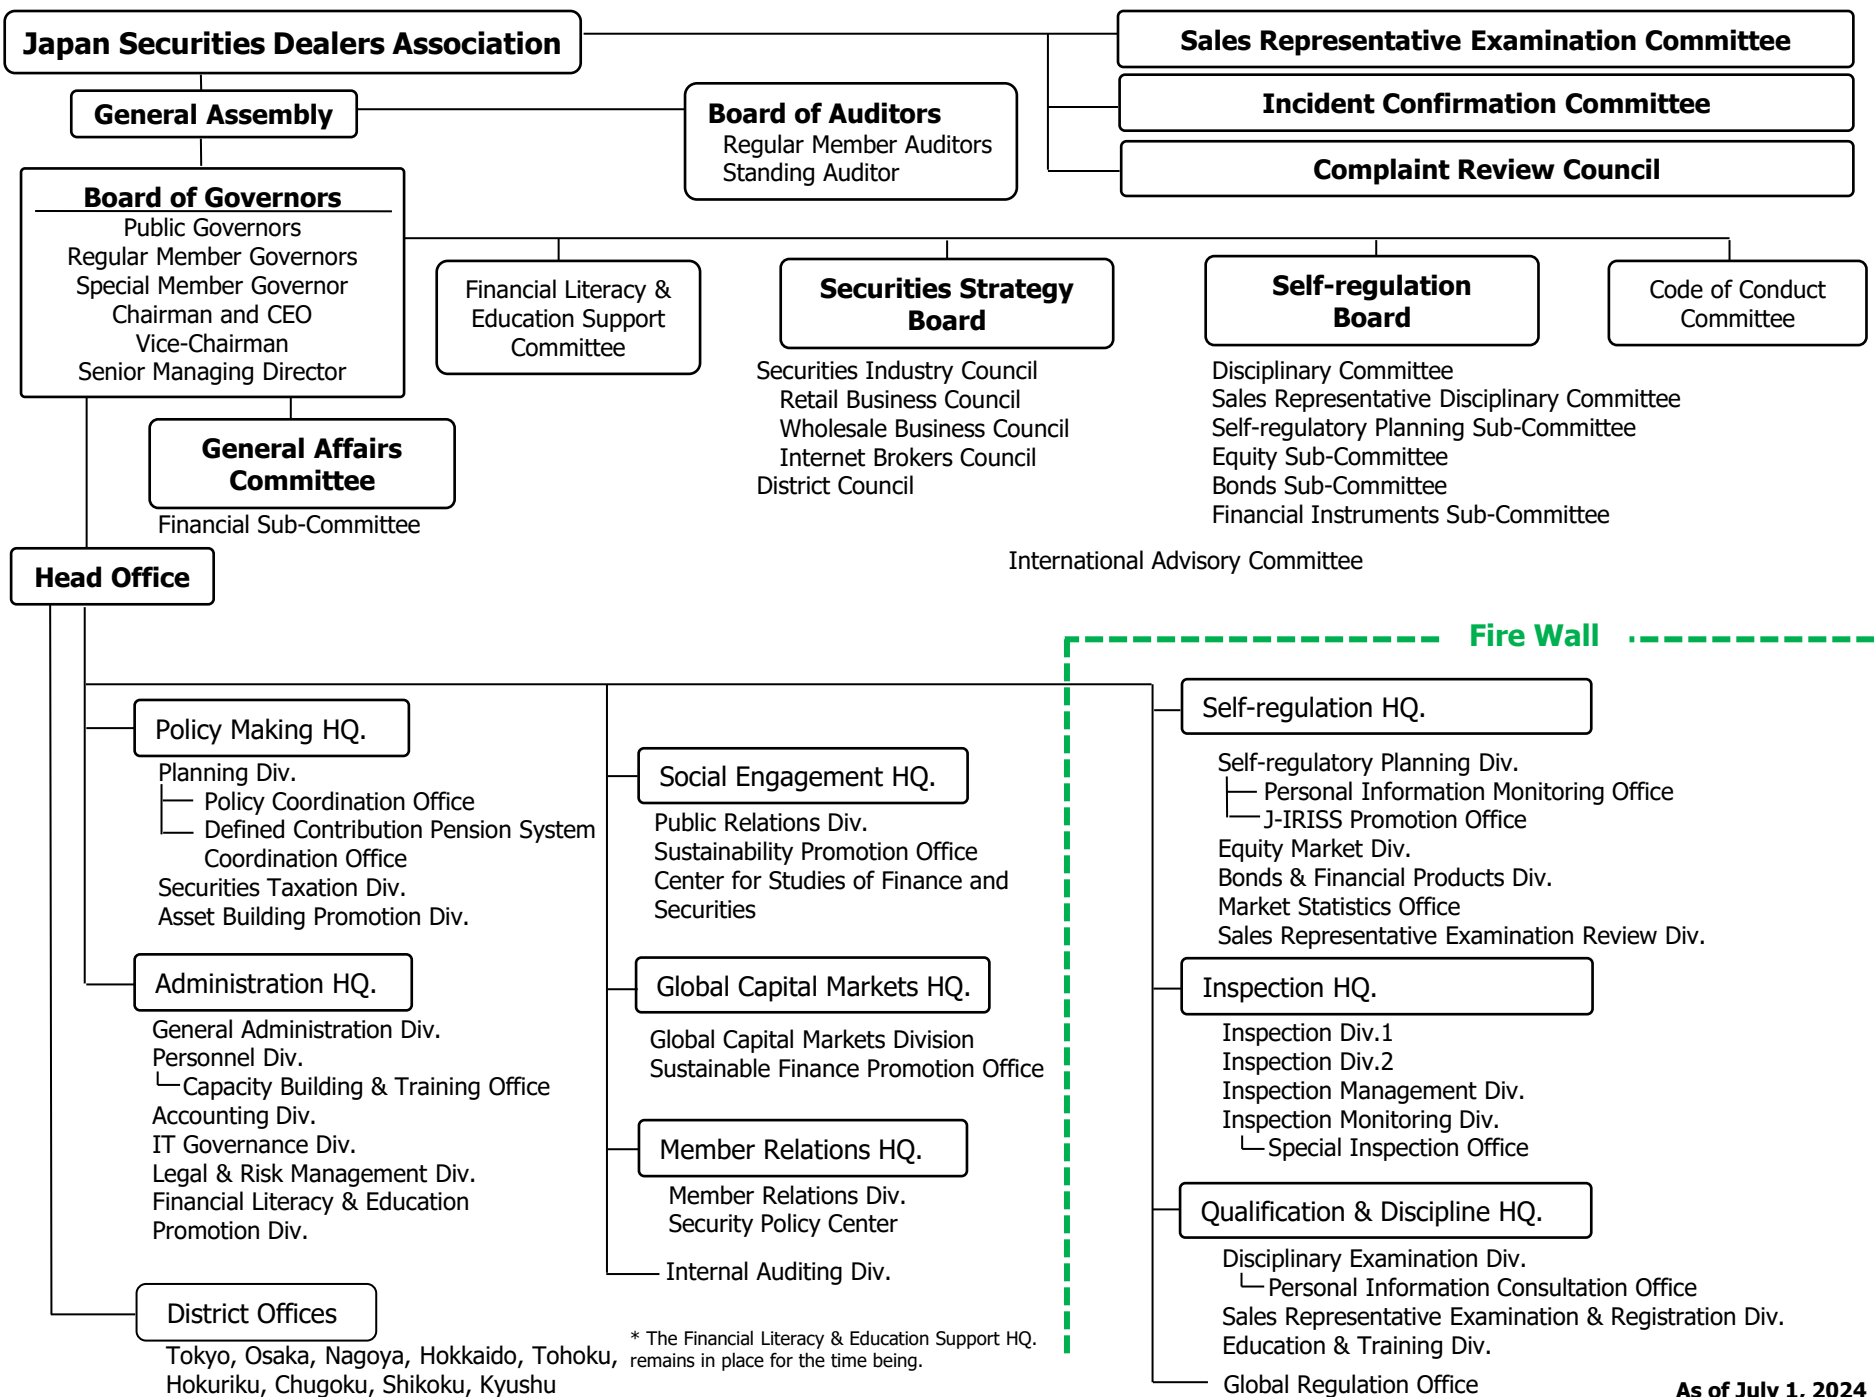 Japan Securities Dealers Association
Sales Representative Examination Committee
Incident Confirmation Committee
Complaint Review Council
General Assembly
Board of Auditors
Regular Member Auditors
Standing Auditor
Board of Governors
Public Governors
Regular Member Governors
Special Member Governor
Chairman and CEO
Vice-Chairman
Senior Managing Director
Financial Literacy &
Education Support
Committee
Securities Strategy
Board
Securities Industry Council
Retail Business Council
Wholesale Business Council
Internet Brokers Council
District Council
Self-regulation
Board
Disciplinary Committee
Sales Representative Disciplinary Committee
Self-regulatory Planning Sub-Committee
Equity Sub-Committee
Bonds Sub-Committee
Financial Instruments Sub-Committee
Code of Conduct
Committee
General Affairs
Committee
Financial Sub-Committee
International Advisory Committee
Head Office
Fire Wall
Policy Making HQ.
Planning Div.
Policy Coordination Office
Defined Contribution Pension System
Coordination Office
Securities Taxation Div.
Asset Building Promotion Div.
Administration HQ.
General Administration Div.
Personnel Div.
Capacity Building & Training Office
Accounting Div.
IT Governance Div.
Legal & Risk Management Div.
Financial Literacy & Education
Promotion Div.
District Offices
Tokyo, Osaka, Nagoya, Hokkaido, Tohoku,
Hokuriku, Chugoku, Shikoku, Kyushu
Social Engagement HQ.
Public Relations Div.
Sustainability Promotion Office
Center for Studies of Finance and
Securities
Global Capital Markets HQ.
Global Capital Markets Division
Sustainable Finance Promotion Office
Member Relations HQ.
Member Relations Div.
Security Policy Center
Internal Auditing Div.
* The Financial Literacy & Education Support HQ.
remains in place for the time being.
Self-regulation HQ.
Self-regulatory Planning Div.
Personal Information Monitoring Office
J-IRISS Promotion Office
Equity Market Div.
Bonds & Financial Products Div.
Market Statistics Office
Sales Representative Examination Review Div.
Inspection HQ.
Inspection Div.1
Inspection Div.2
Inspection Management Div.
Inspection Monitoring Div.
Special Inspection Office
Qualification & Discipline HQ.
Disciplinary Examination Div.
Personal Information Consultation Office
Sales Representative Examination & Registration Div.
Education & Training Div.
Global Regulation Office
As of July 1, 2024